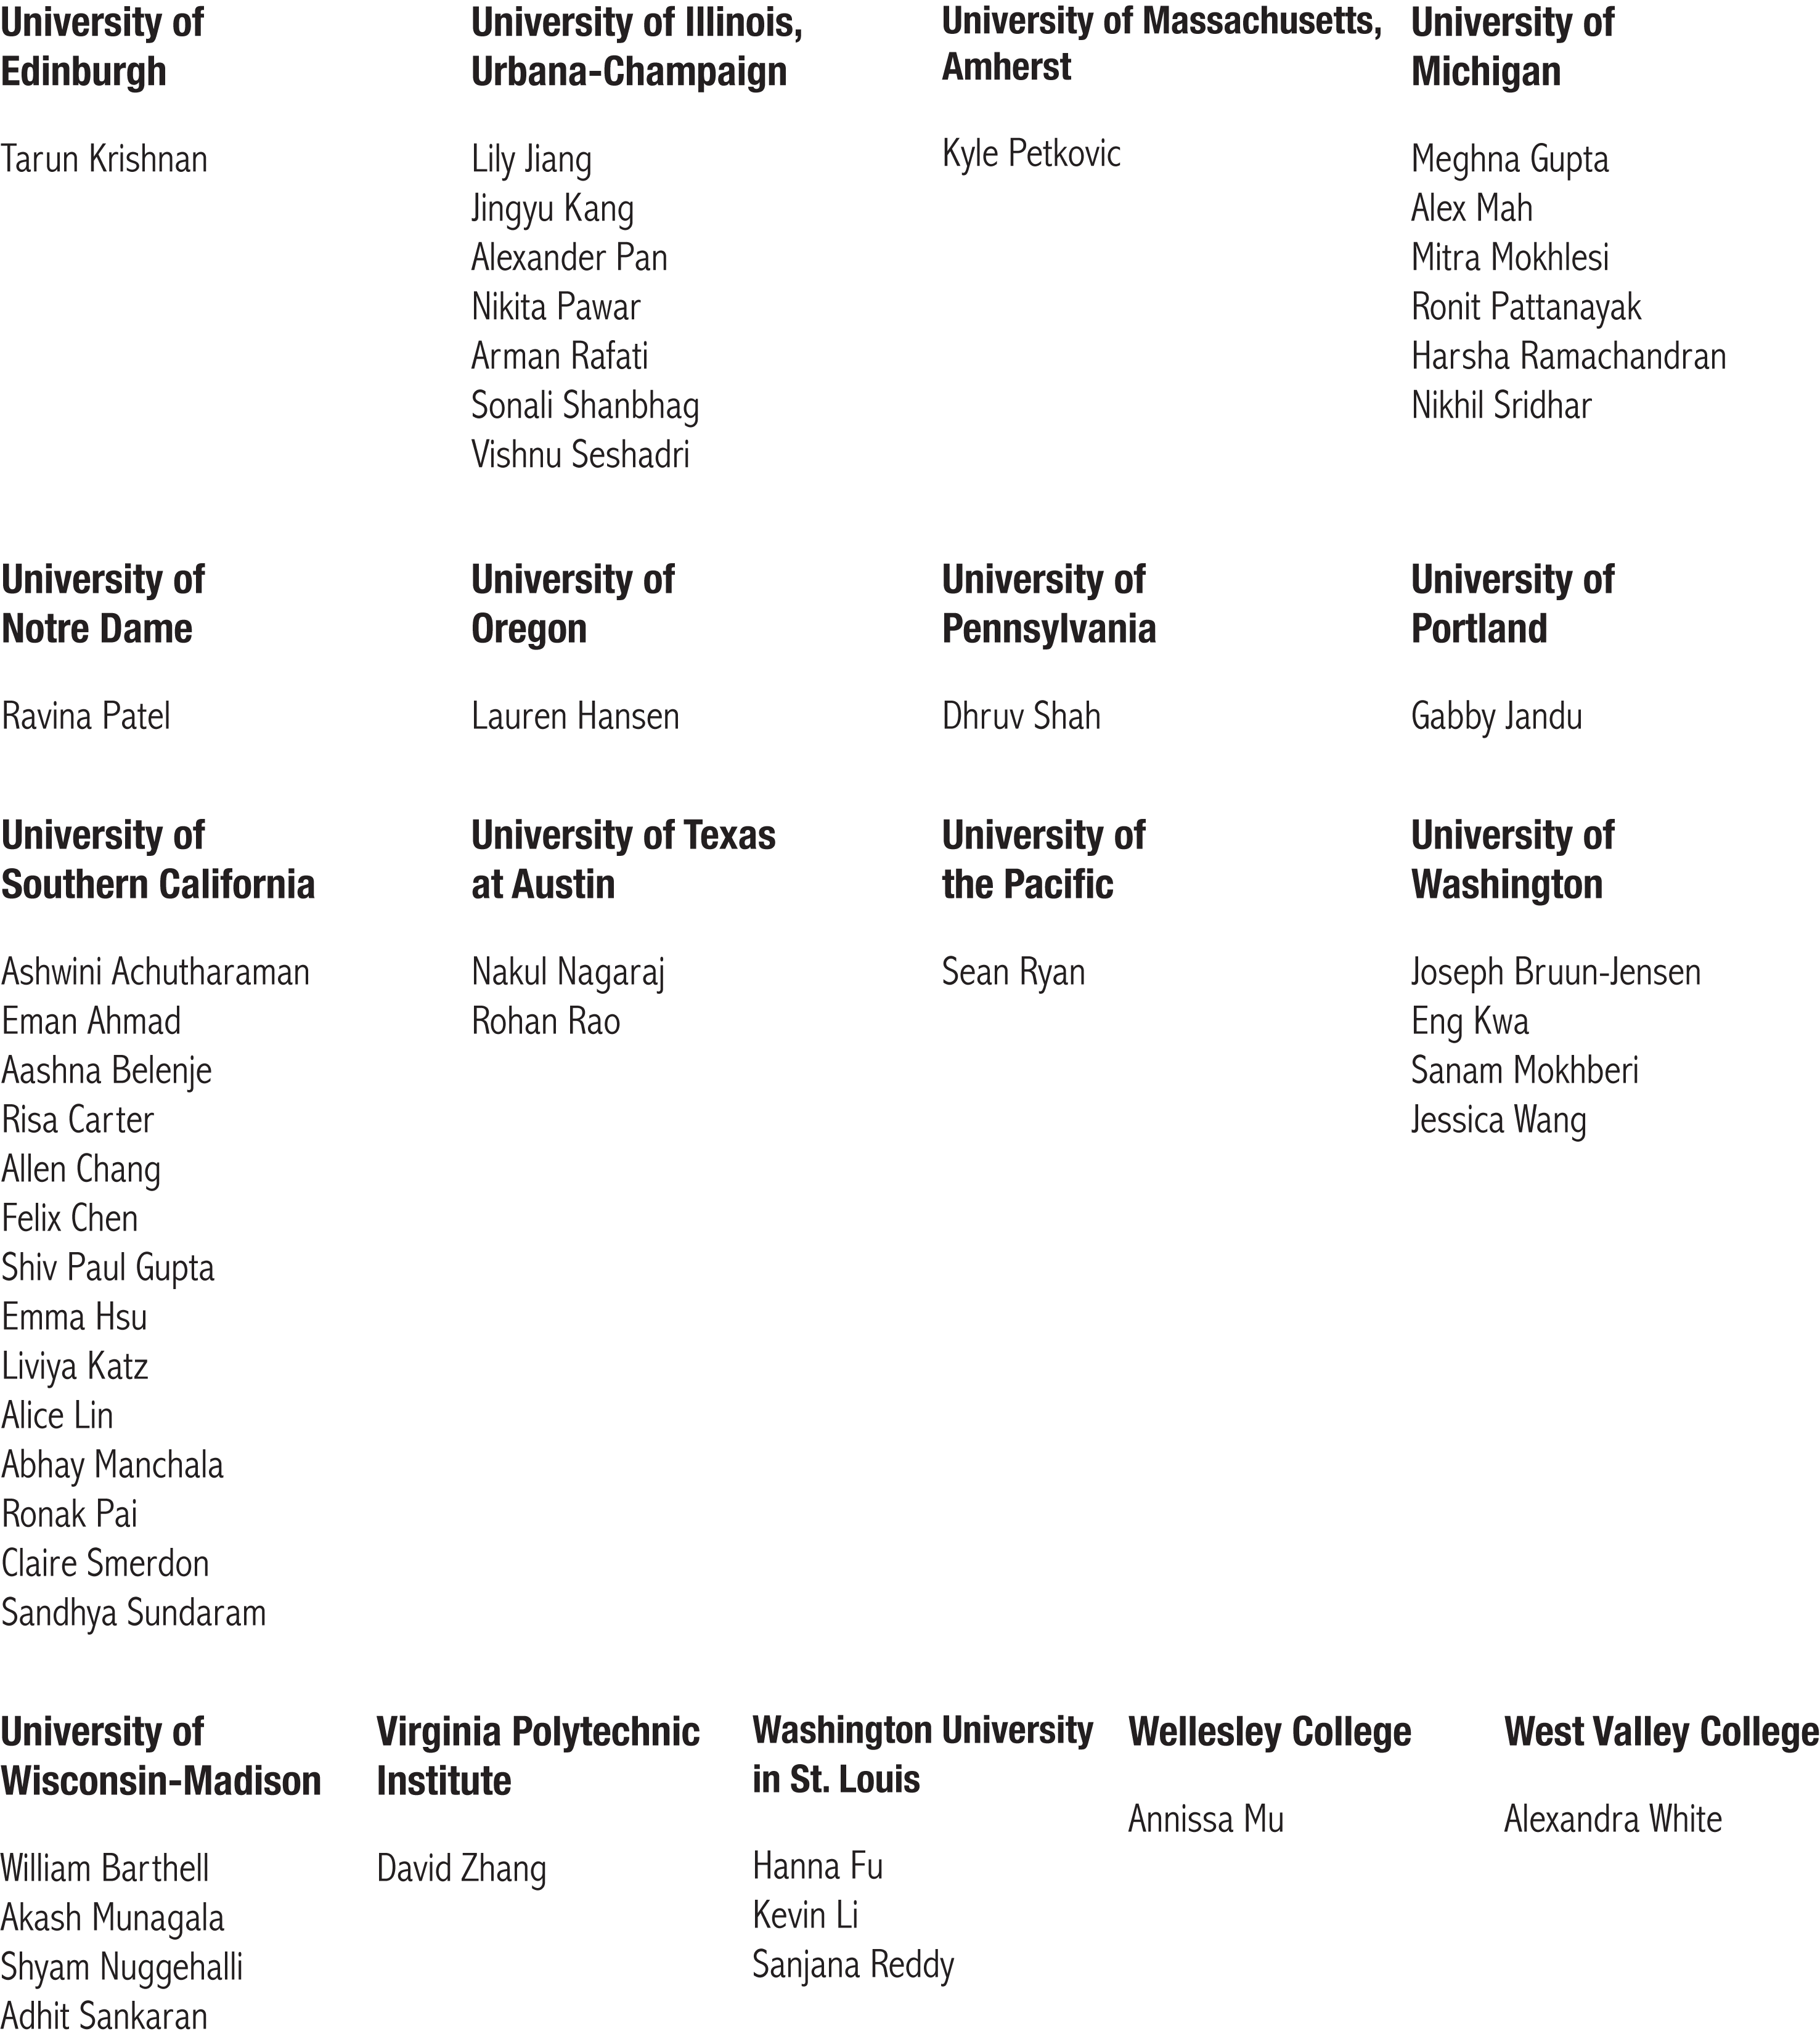 University of
Edinburgh
Tarun Krishnan
University of Illinois,
Urbana-Champaign
Lily Jiang
Jingyu Kang
Alexander Pan
Nikita Pawar
Arman Rafati
Sonali Shanbhag
Vishnu Seshadri
University of Massachusetts,
Amherst
Kyle Petkovic
University of
Michigan
Meghna Gupta
Alex Mah
Mitra Mokhlesi
Ronit Pattanayak
Harsha Ramachandran
Nikhil Sridhar
University of
Notre Dame
Ravina Patel
University of
Oregon
Lauren Hansen
University of
Pennsylvania
Dhruv Shah
University of
Portland
Gabby Jandu
University of
Southern California
Ashwini Achutharaman
Eman Ahmad
Aashna Belenje
Risa Carter
Allen Chang
Felix Chen
Shiv Paul Gupta
Emma Hsu
Liviya Katz
Alice Lin
Abhay Manchala
Ronak Pai
Claire Smerdon
Sandhya Sundaram
University of Texas
at Austin
Nakul Nagaraj
Rohan Rao
University of
the Pacific
Sean Ryan
University of
Washington
Joseph Bruun-Jensen
Eng Kwa
Sanam Mokhberi
Jessica Wang
University of
Wisconsin-Madison
William Barthell
Akash Munagala
Shyam Nuggehalli
Adhit Sankaran
Virginia Polytechnic
Institute
David Zhang
Washington University
in St. Louis
Hanna Fu
Kevin Li
Sanjana Reddy
Wellesley College
Annissa Mu
West Valley College
Alexandra White